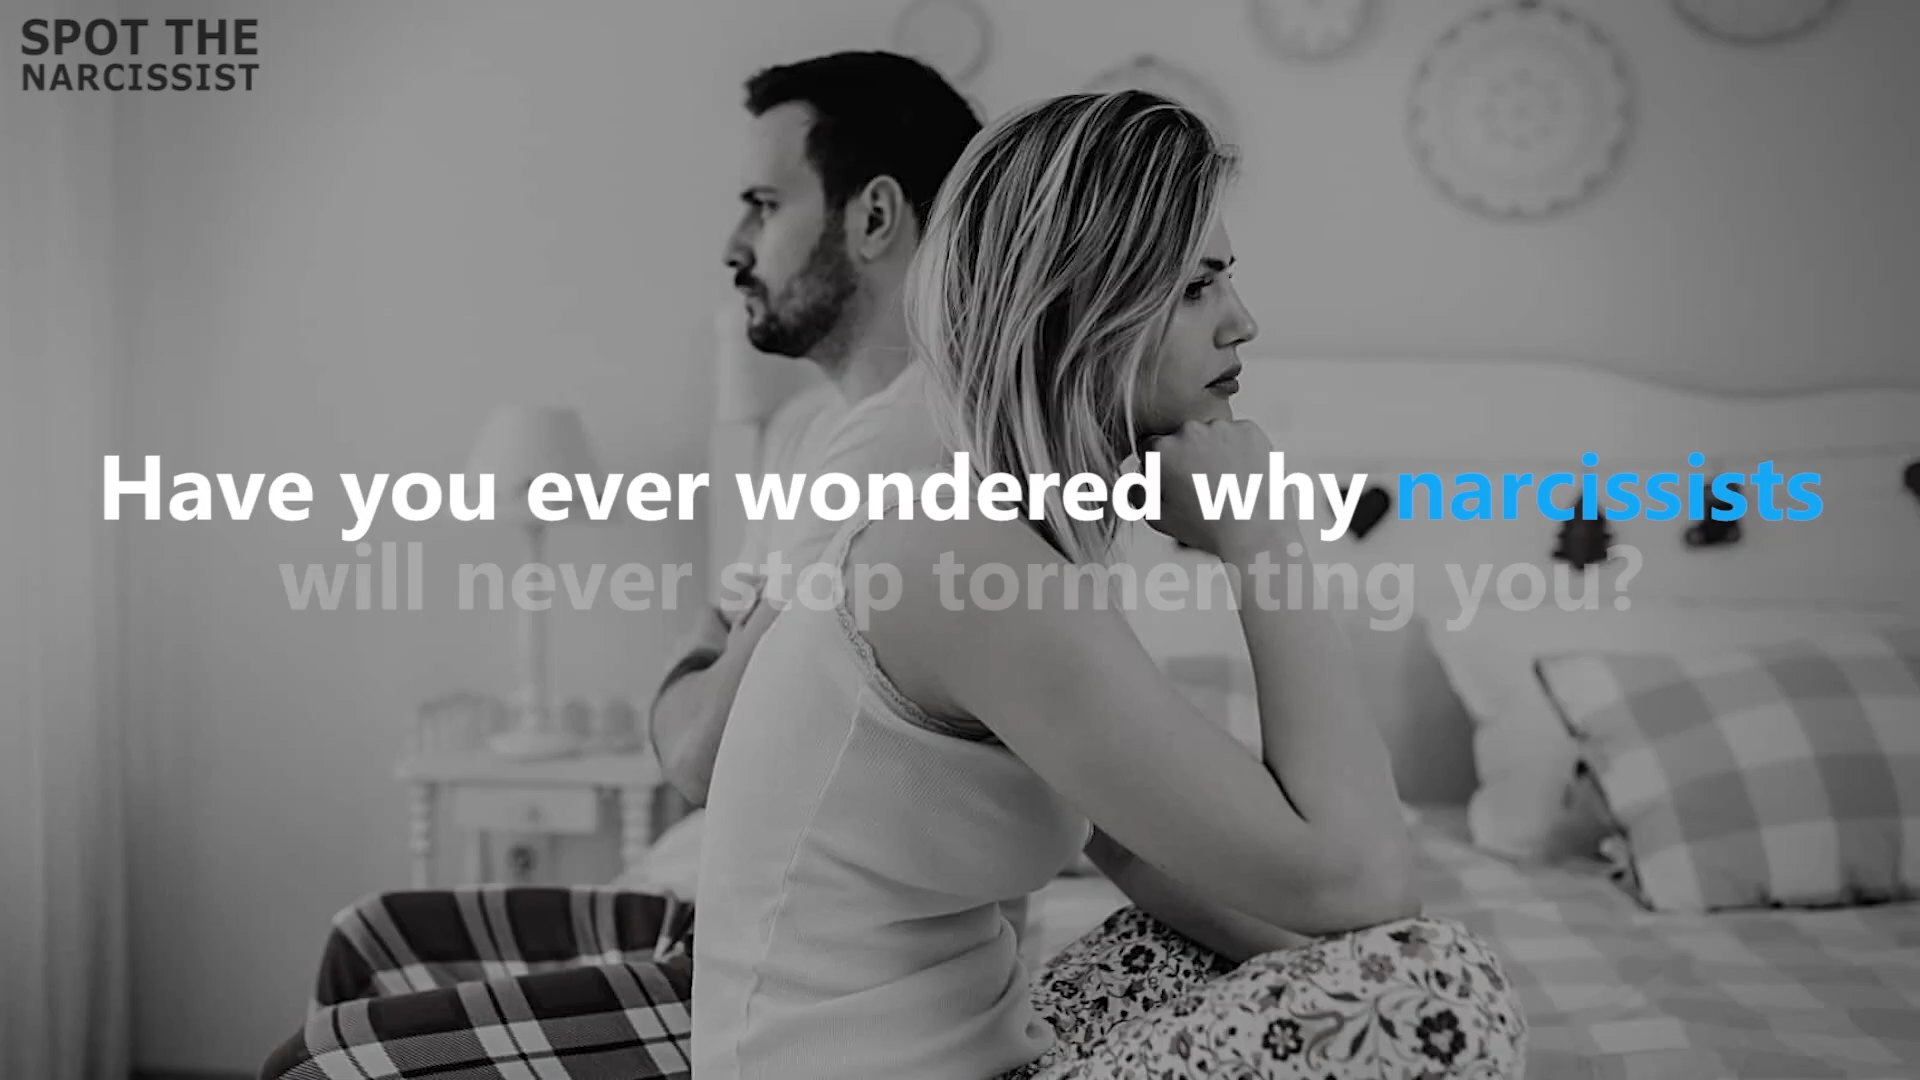 SPOT THE
NARCISSIST
Have you ever wondered why narcissists
will never stop tormenting you?